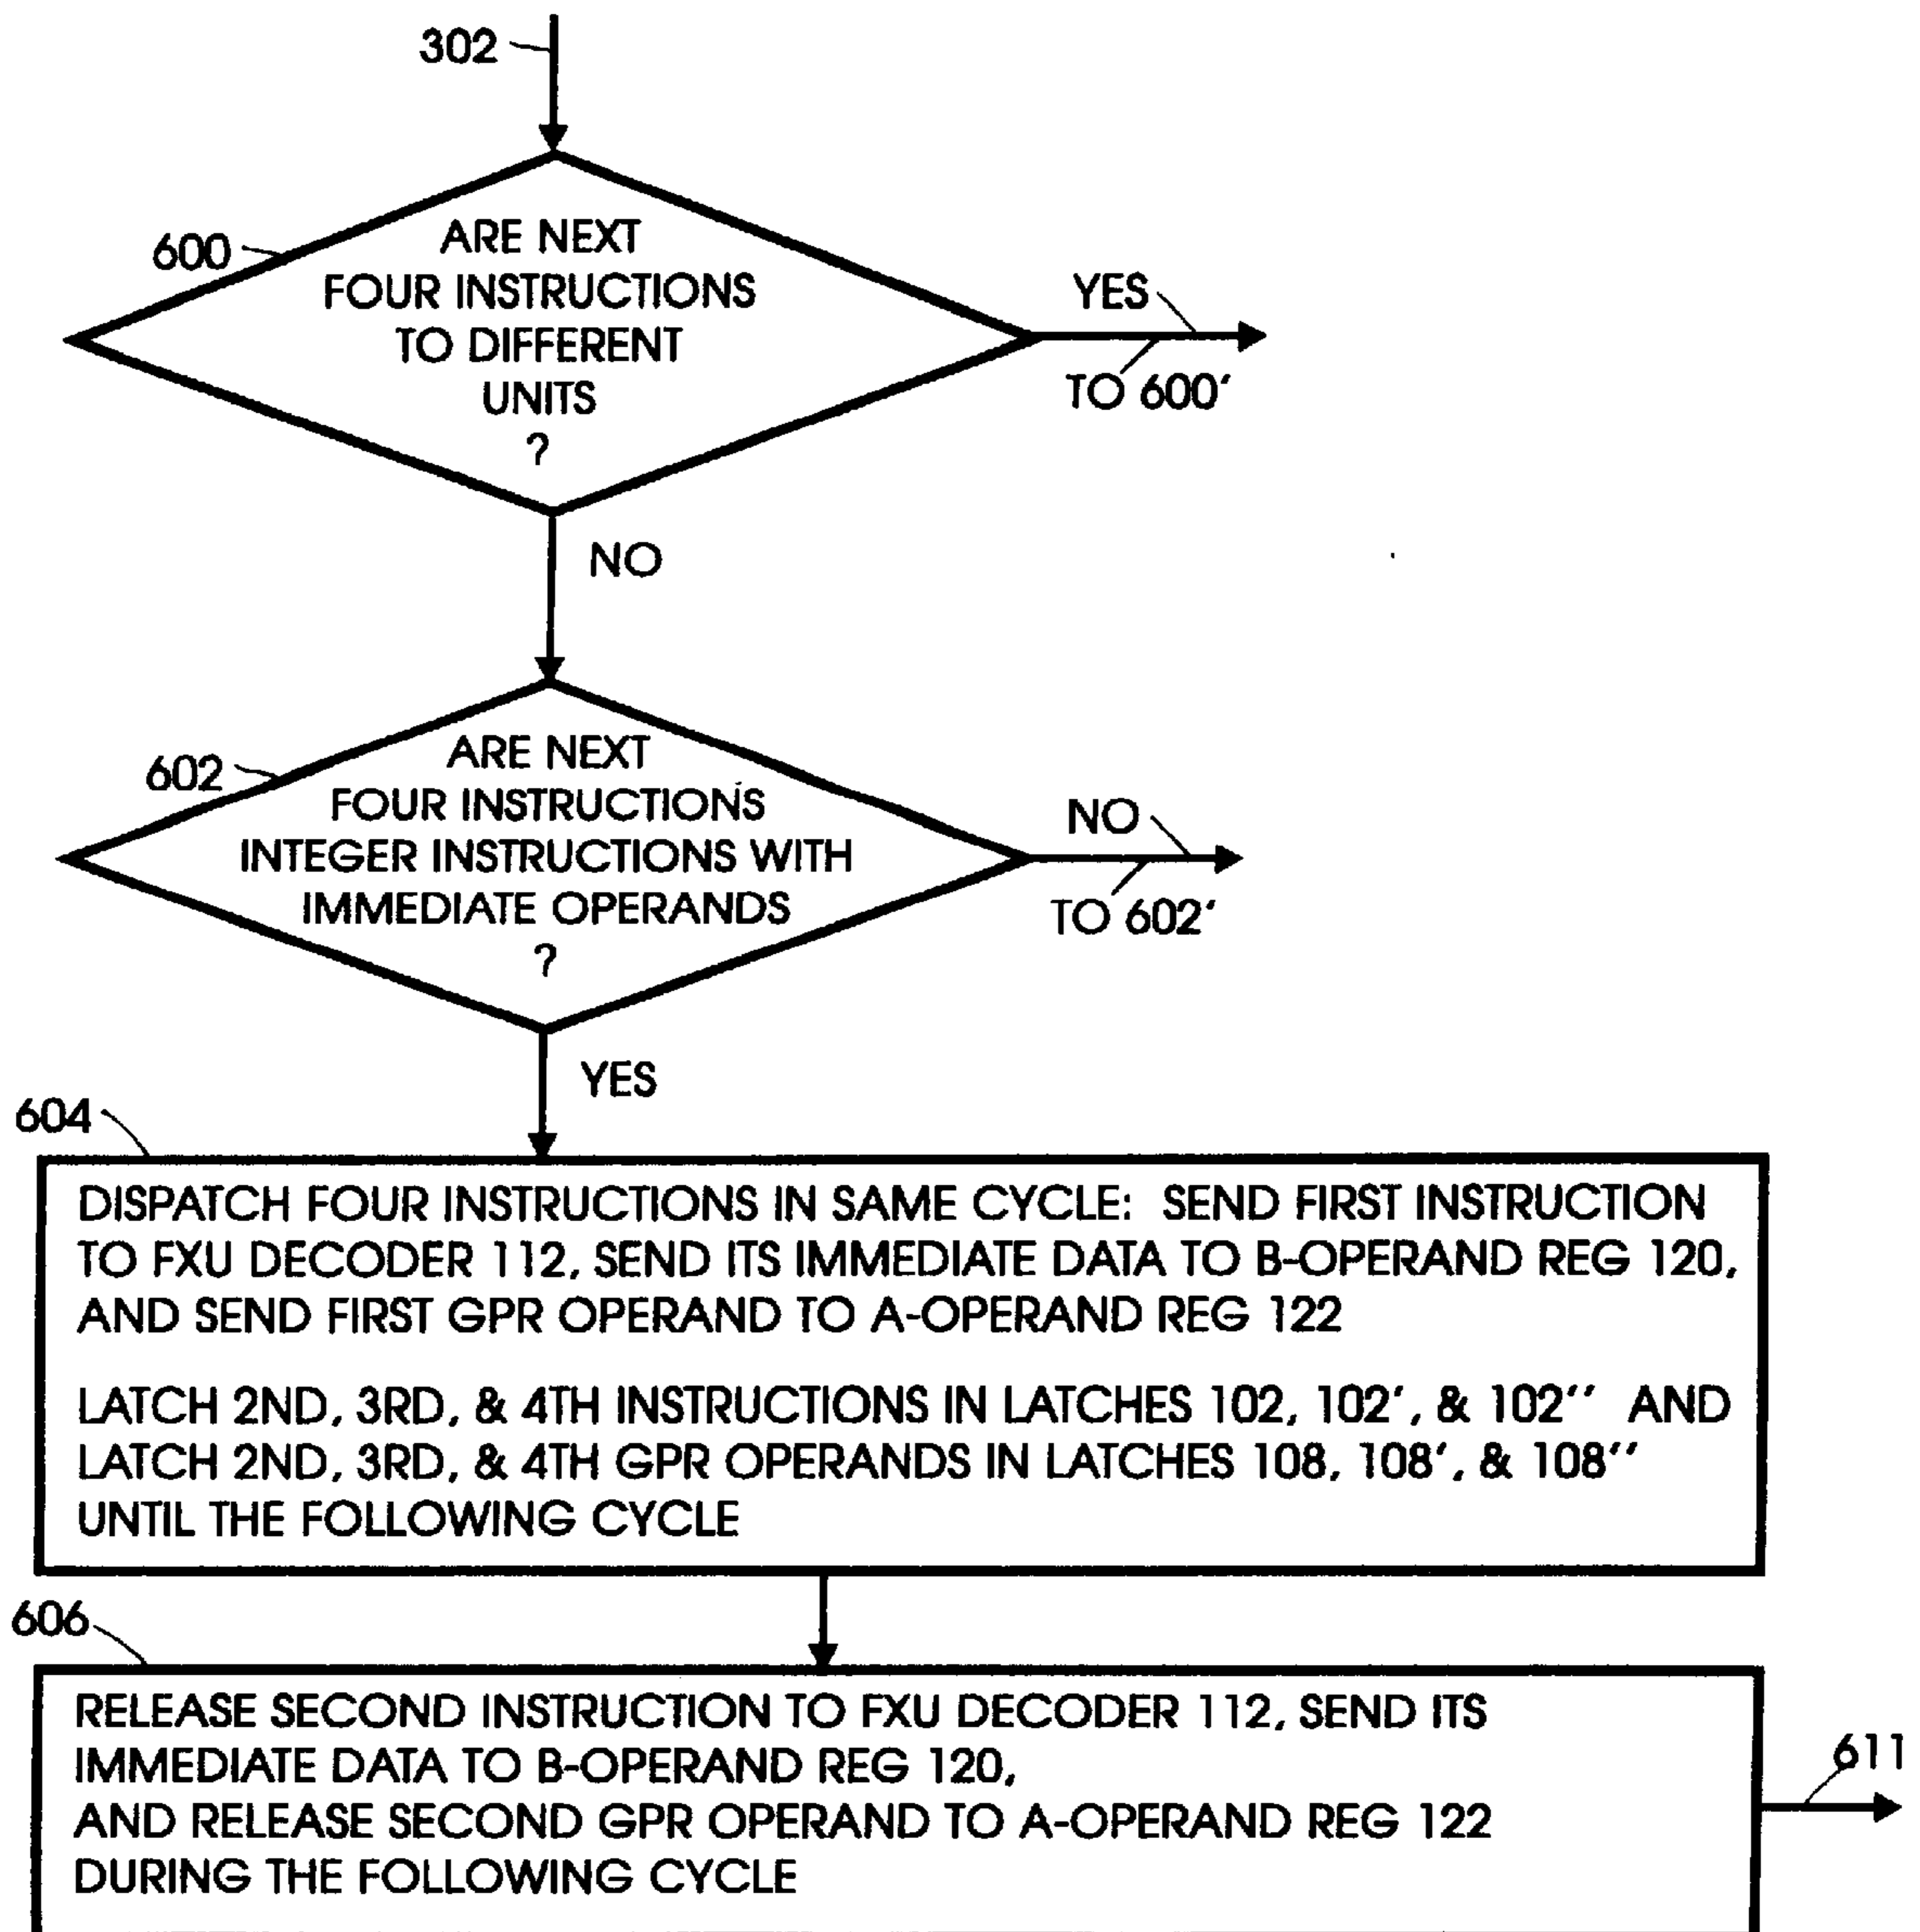 302
600
ARE NEXT
FOUR INSTRUCTIONS
TO DIFFERENT
UNITS
?
YES
TO 600'
NO
602
ARE NEXT
FOUR INSTRUCTIONS
INTEGER INSTRUCTIONS WITH
IMMEDIATE OPERANDS
?
NO
TO 602'
YES
604
DISPATCH FOUR INSTRUCTIONS IN SAME CYCLE: SEND FIRST INSTRUCTION
TO FXU DECODER 112, SEND ITS IMMEDIATE DATA TO B-OPERAND REG 120,
AND SEND FIRST GPR OPERAND TO A-OPERAND REG 122
LATCH 2ND, 3RD, & 4TH INSTRUCTIONS IN LATCHES 102, 102', & 102'' AND
LATCH 2ND, 3RD, & 4TH GPR OPERANDS IN LATCHES 108, 108', & 108''
UNTIL THE FOLLOWING CYCLE
606
RELEASE SECOND INSTRUCTION TO FXU DECODER 112, SEND ITS
IMMEDIATE DATA TO B-OPERAND REG 120,
AND RELEASE SECOND GPR OPERAND TO A-OPERAND REG 122
DURING THE FOLLOWING CYCLE
611